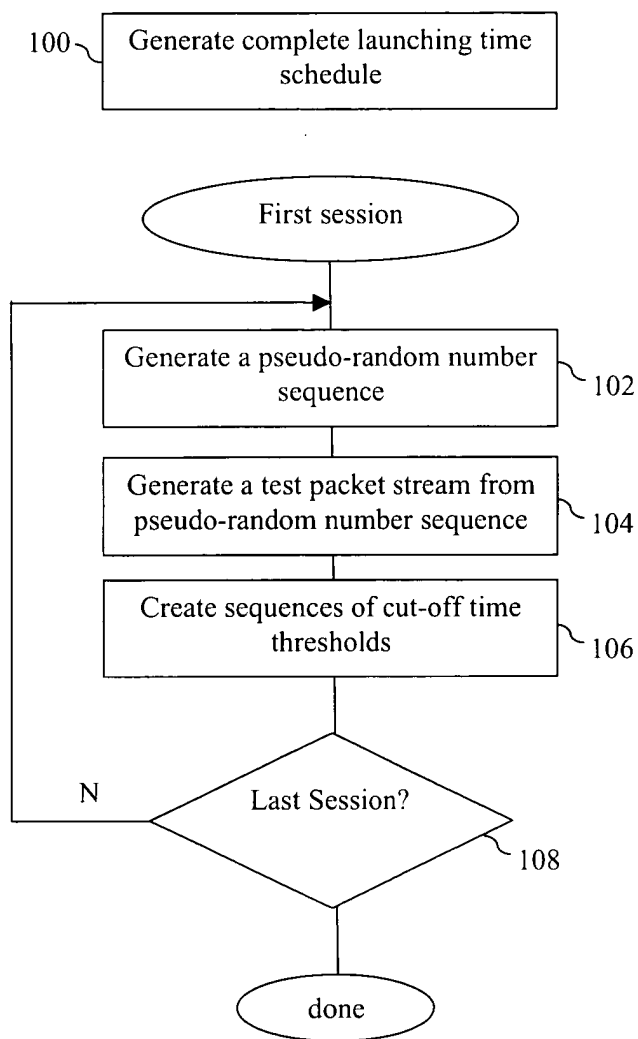 100
Generate complete launching time
schedule
First session
Generate a pseudo-random number
sequence
102
Generate a test packet stream from
pseudo-random number sequence
104
Create sequences of cut-off time
thresholds
106
N
Last Session?
108
done